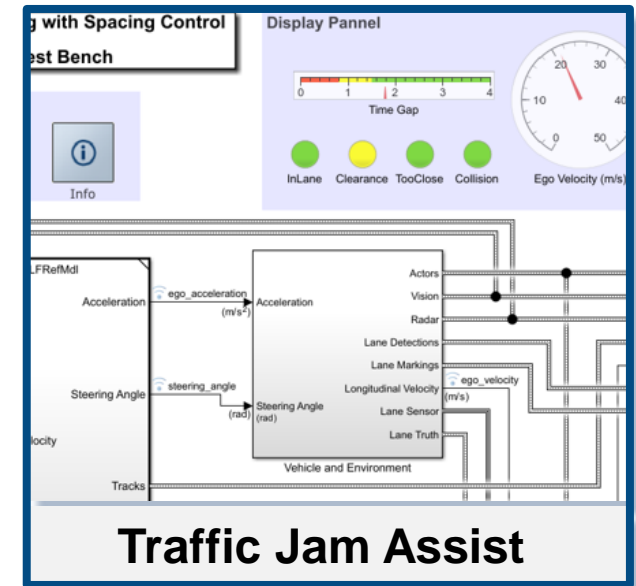 g with Spacing Control
est Bench
Display Pannel
0 1 2 3 4
Time Gap
InLane Clearance TooClose Collision
0 10 20 30 40 50
Ego Velocity (m/s)
Info
LFRefMdl
Acceleration
ego_acceleration
(m/s²)
Steering Angle
steering_angle
(rad)
locity
Tracks
Acceleration
Steering Angle
(rad)
Actors
Vision
Radar
Lane Detections
Lane Markings
Longitudinal Velocity
Lane Sensor
Lane Truth
ego_velocity
(m/s)
Vehicle and Environment
Traffic Jam Assist